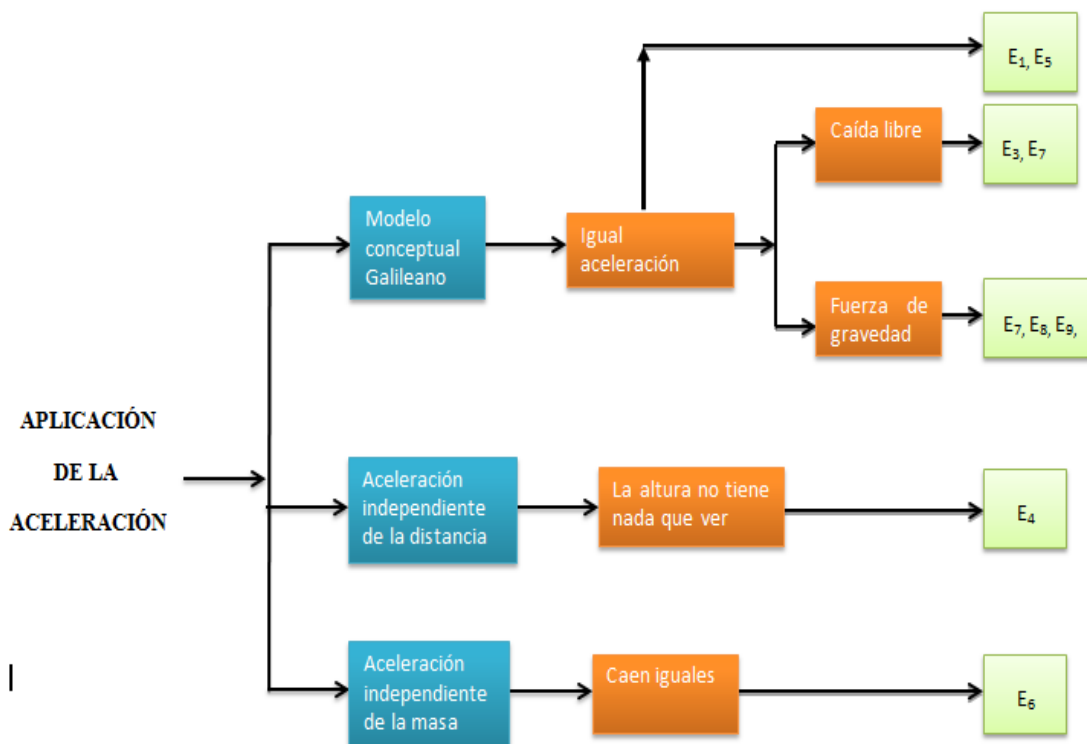 E₁, E₅
Caída libre
E₃, E₇
Modelo
conceptual
Galileano
Igual
aceleración
Fuerza de
gravedad
E₇, E₈, E₉,
APLICACIÓN
DE LA
ACELERACIÓN
Aceleración
independiente
de la distancia
La altura no tiene
nada que ver
E₄
Aceleración
independiente
de la masa
Caen iguales
E₆